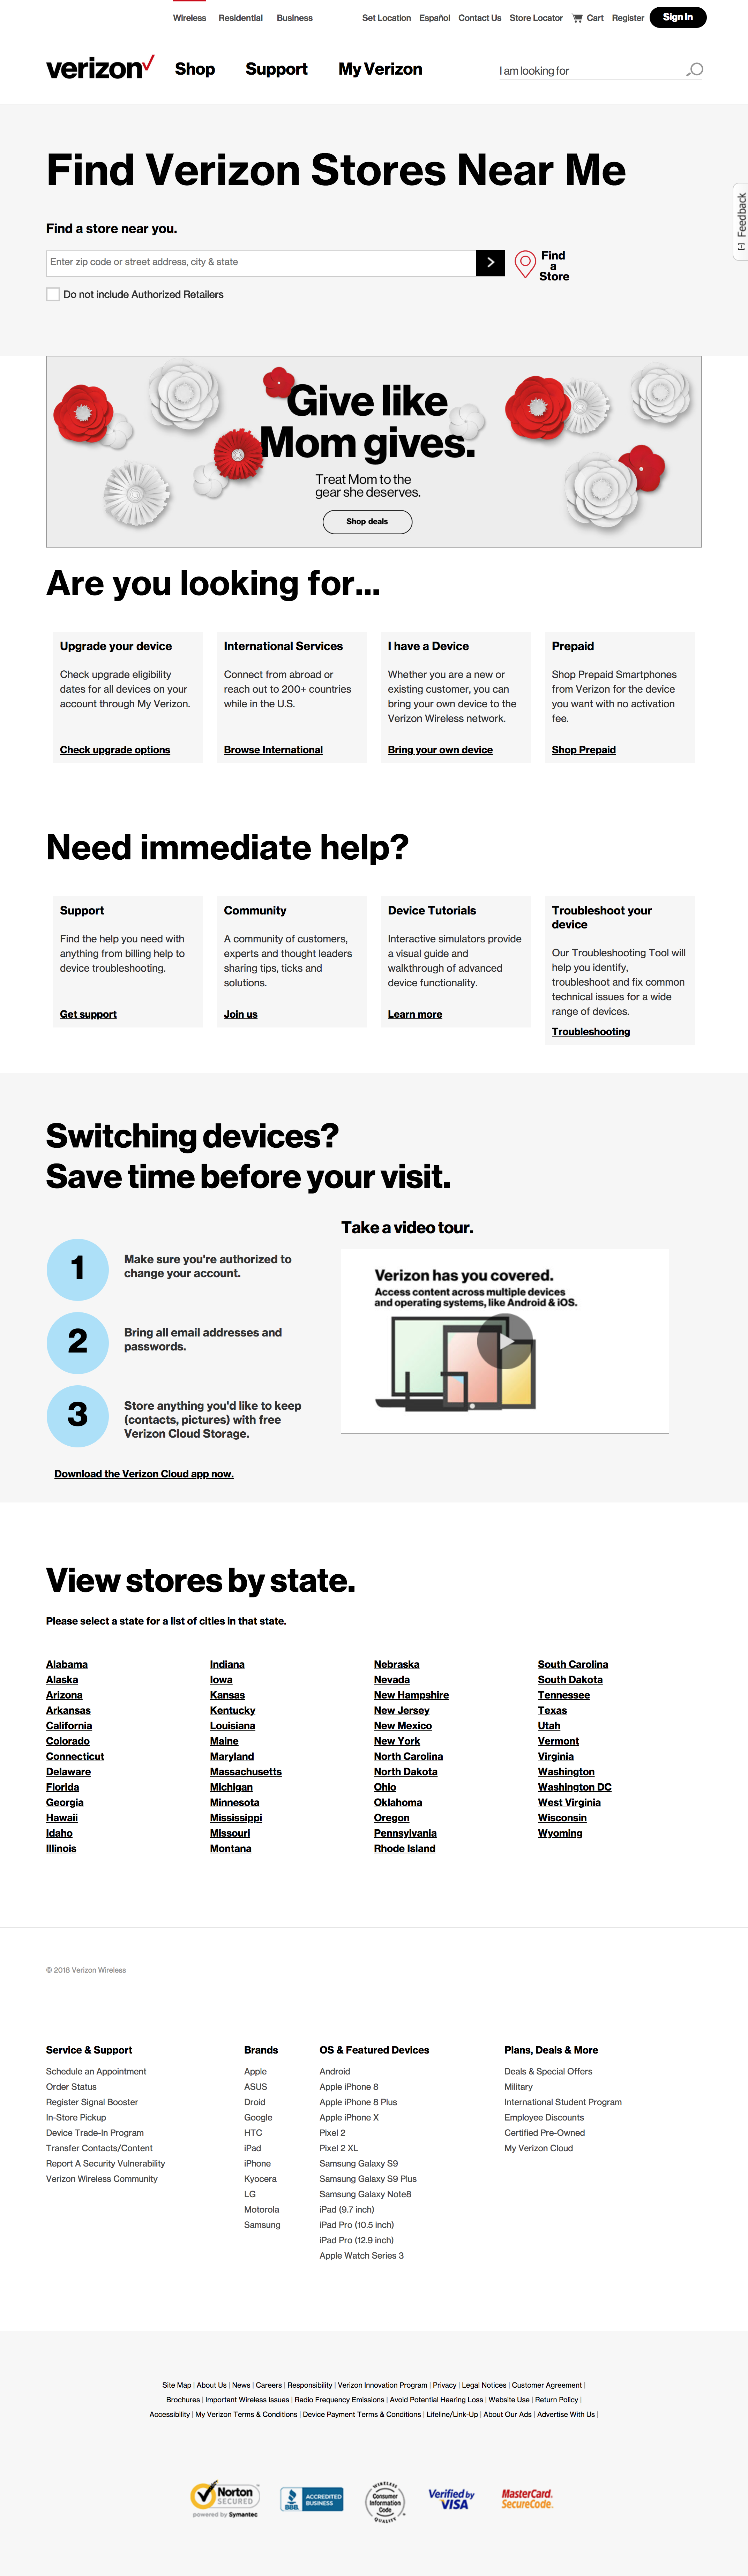 Wireless Residential Business Set Location Español Contact Us Store Locator Cart Register Sign In
verizon Shop Support My Verizon I am looking for
Find Verizon Stores Near Me
[+] Feedback
Find a store near you.
Enter zip code or street address, city & state
Find
a
Store
Do not include Authorized Retailers
Give like
Mom gives.
Treat Mom to the
gear she deserves.
Shop deals
Are you looking for...
Upgrade your device
Check upgrade eligibility
dates for all devices on your
account through My Verizon.
Check upgrade options
International Services
Connect from abroad or
reach out to 200+ countries
while in the U.S.
Browse International
I have a Device
Whether you are a new or
existing customer, you can
bring your own device to the
Verizon Wireless network.
Bring your own device
Prepaid
Shop Prepaid Smartphones
from Verizon for the device
you want with no activation
fee.
Shop Prepaid
Need immediate help?
Support
Find the help you need with
anything from billing help to
device troubleshooting.
Get support
Community
A community of customers,
experts and thought leaders
sharing tips, ticks and
solutions.
Join us
Device Tutorials
Interactive simulators provide
a visual guide and
walkthrough of advanced
device functionality.
Learn more
Troubleshoot your
device
Our Troubleshooting Tool will
help you identify,
troubleshoot and fix common
technical issues for a wide
range of devices.
Troubleshooting
Switching devices?
Save time before your visit.
1
Make sure you're authorized to
change your account.
2
Bring all email addresses and
passwords.
3
Store anything you'd like to keep
(contacts, pictures) with free
Verizon Cloud Storage.
Download the Verizon Cloud app now.
Take a video tour.
Verizon has you covered.
Access content across multiple devices
and operating systems, like Android & iOS.
View stores by state.
Please select a state for a list of cities in that state.
Alabama
Alaska
Arizona
Arkansas
California
Colorado
Connecticut
Delaware
Florida
Georgia
Hawaii
Idaho
Illinois
Indiana
Iowa
Kansas
Kentucky
Louisiana
Maine
Maryland
Massachusetts
Michigan
Minnesota
Mississippi
Missouri
Montana
Nebraska
Nevada
New Hampshire
New Jersey
New Mexico
New York
North Carolina
North Dakota
Ohio
Oklahoma
Oregon
Pennsylvania
Rhode Island
South Carolina
South Dakota
Tennessee
Texas
Utah
Vermont
Virginia
Washington
Washington DC
West Virginia
Wisconsin
Wyoming
© 2018 Verizon Wireless
Service & Support
Schedule an Appointment
Order Status
Register Signal Booster
In-Store Pickup
Device Trade-In Program
Transfer Contacts/Content
Report A Security Vulnerability
Verizon Wireless Community
Brands
Apple
ASUS
Droid
Google
HTC
iPad
iPhone
Kyocera
LG
Motorola
Samsung
OS & Featured Devices
Android
Apple iPhone 8
Apple iPhone 8 Plus
Apple iPhone X
Pixel 2
Pixel 2 XL
Samsung Galaxy S9
Samsung Galaxy S9 Plus
Samsung Galaxy Note8
iPad (9.7 inch)
iPad Pro (10.5 inch)
iPad Pro (12.9 inch)
Apple Watch Series 3
Plans, Deals & More
Deals & Special Offers
Military
International Student Program
Employee Discounts
Certified Pre-Owned
My Verizon Cloud
Site Map | About Us | News | Careers | Responsibility | Verizon Innovation Program | Privacy | Legal Notices | Customer Agreement |
Brochures | Important Wireless Issues | Radio Frequency Emissions | Avoid Potential Hearing Loss | Website Use | Return Policy |
Accessibility | My Verizon Terms & Conditions | Device Payment Terms & Conditions | Lifeline/Link-Up | About Our Ads | Advertise With Us |
Norton
SECURED
powered by Symantec
BBB
ACCREDITED
BUSINESS
WIRELESS
Consumer
Information
Code
QUALITY
Verified by
VISA
MasterCard.
SecureCode.